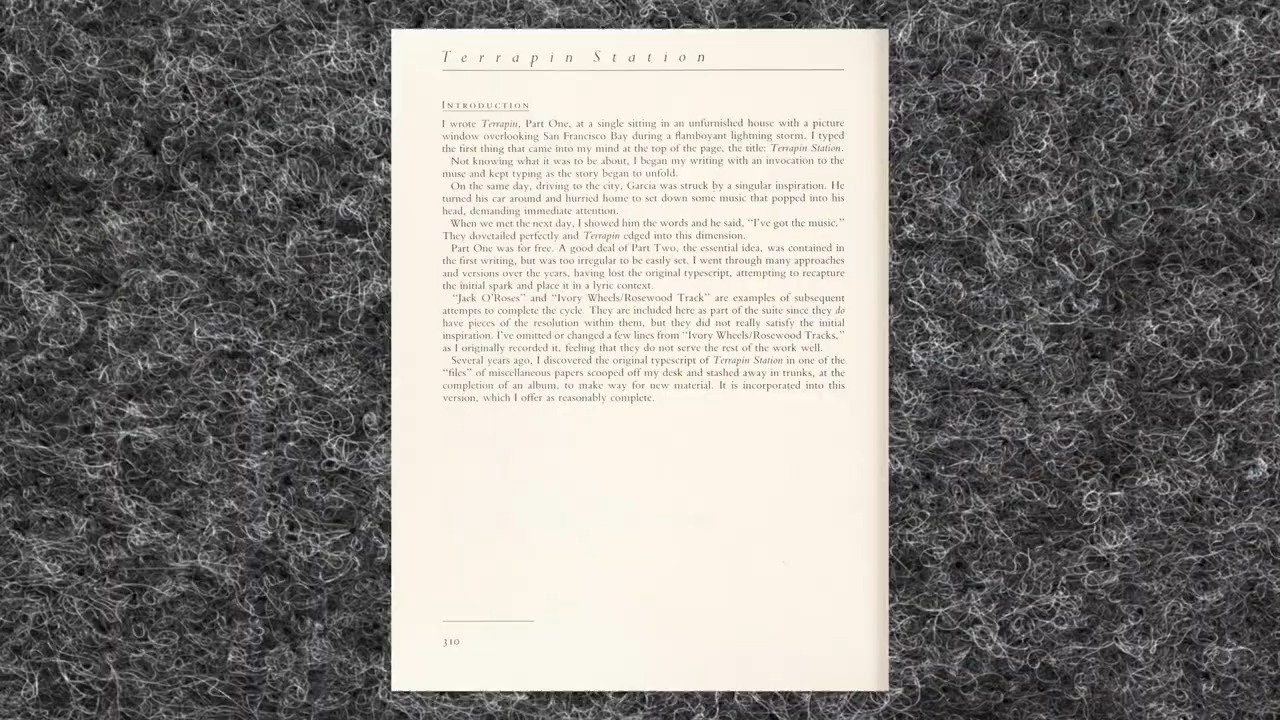 Terrapin Station
INTRODUCTION
I wrote Terrapin, Part One, at a single sitting in an unfurnished house with a picture
window overlooking San Francisco Bay during a flamboyant lightning storm. I typed
the first thing that came into my mind at the top of the page, the title: Terrapin Station.
Not knowing what it was to be about, I began my writing with an invocation to the
muse and kept typing as the story began to unfold.
On the same day, driving to the city, Garcia was struck by a singular inspiration. He
turned his car around and hurried home to set down some music that popped into his
head, demanding immediate attention.
When we met the next day, I showed him the words and he said, “I’ve got the music.”
They dovetailed perfectly and Terrapin edged into this dimension.
Part One was for free. A good deal of Part Two, the essential idea, was contained in
the first writing, but was too irregular to be easily set. I went through many approaches
and versions over the years, having lost the original typescript, attempting to recapture
the initial spark and place it in a lyric context.
“Jack O’Roses” and “Ivory Wheels/Rosewood Track” are examples of subsequent
attempts to complete the cycle. They are included here as part of the suite since they do
have pieces of the resolution within them, but they did not really satisfy the initial
inspiration. I’ve omitted or changed a few lines from “Ivory Wheels/Rosewood Tracks,”
as I originally recorded it, feeling that they do not serve the rest of the work well.
Several years ago, I discovered the original typescript of Terrapin Station in one of the
“files” of miscellaneous papers scooped off my desk and stashed away in trunks, at the
completion of an album, to make way for new material. It is incorporated into this
version, which I offer as reasonably complete.
310